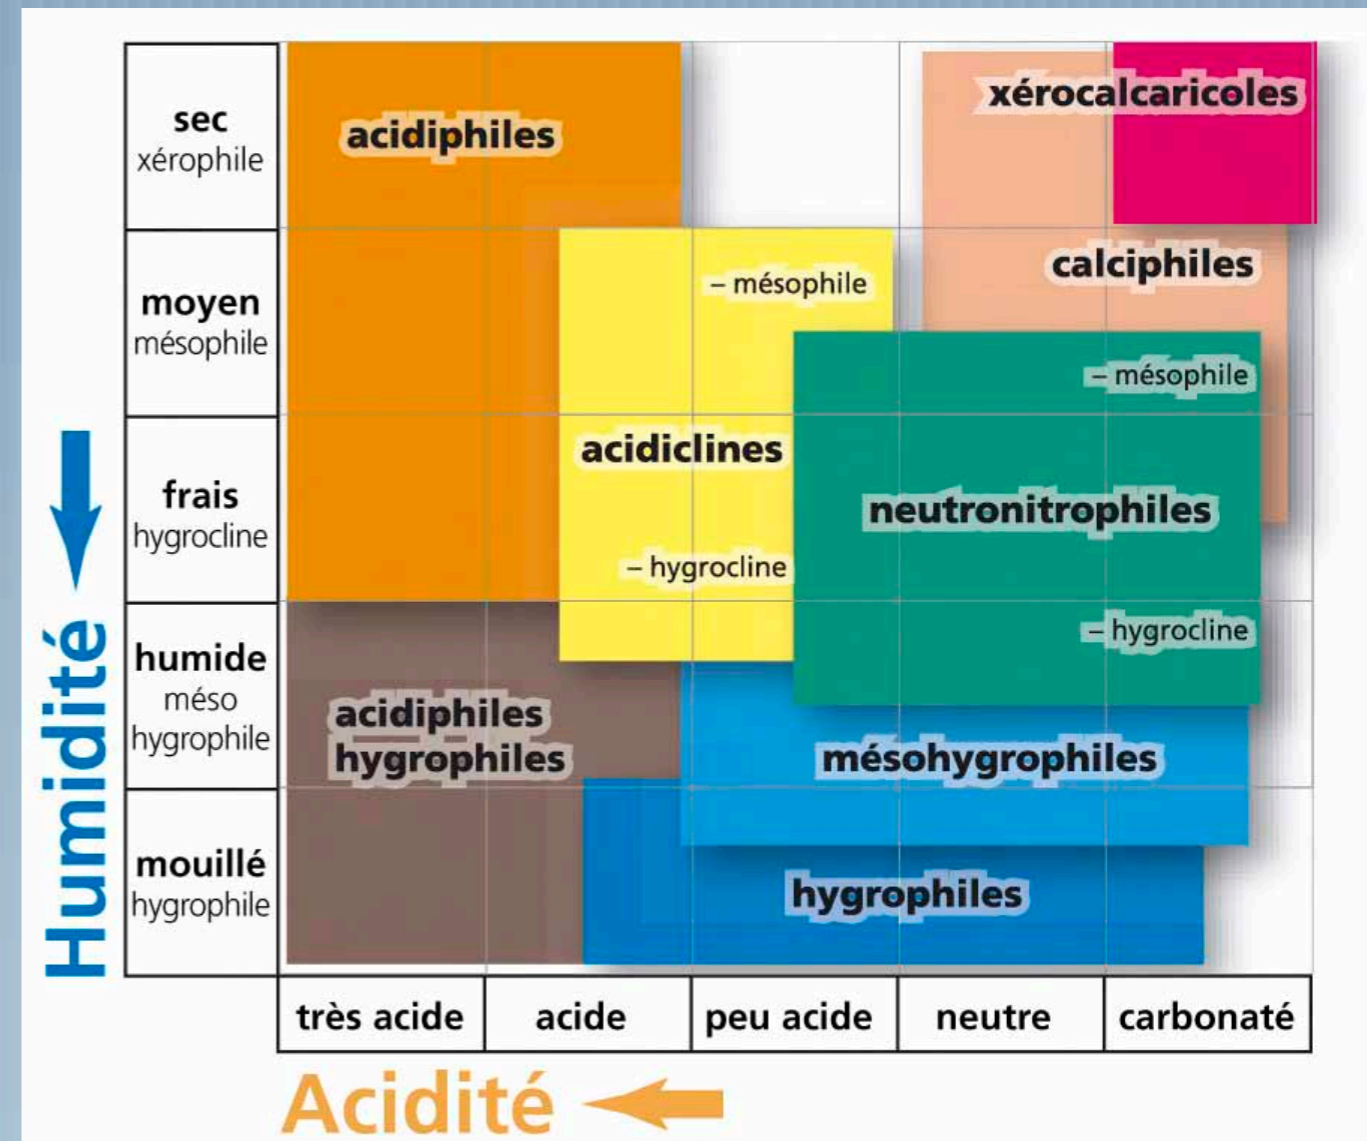 sec
xérophile
acidiphiles
xérocalcaricoles
moyen
mésophile
– mésophile
calciphiles
– mésophile
frais
hygrocline
acidiclines
neutronitrophiles
– hygrocline
humide
méso
hygrophile
– hygrocline
acidiphiles
hygrophiles
mésohygrophiles
mouillé
hygrophile
hygrophiles
Humidité
très acide
acide
peu acide
neutre
carbonaté
Acidité